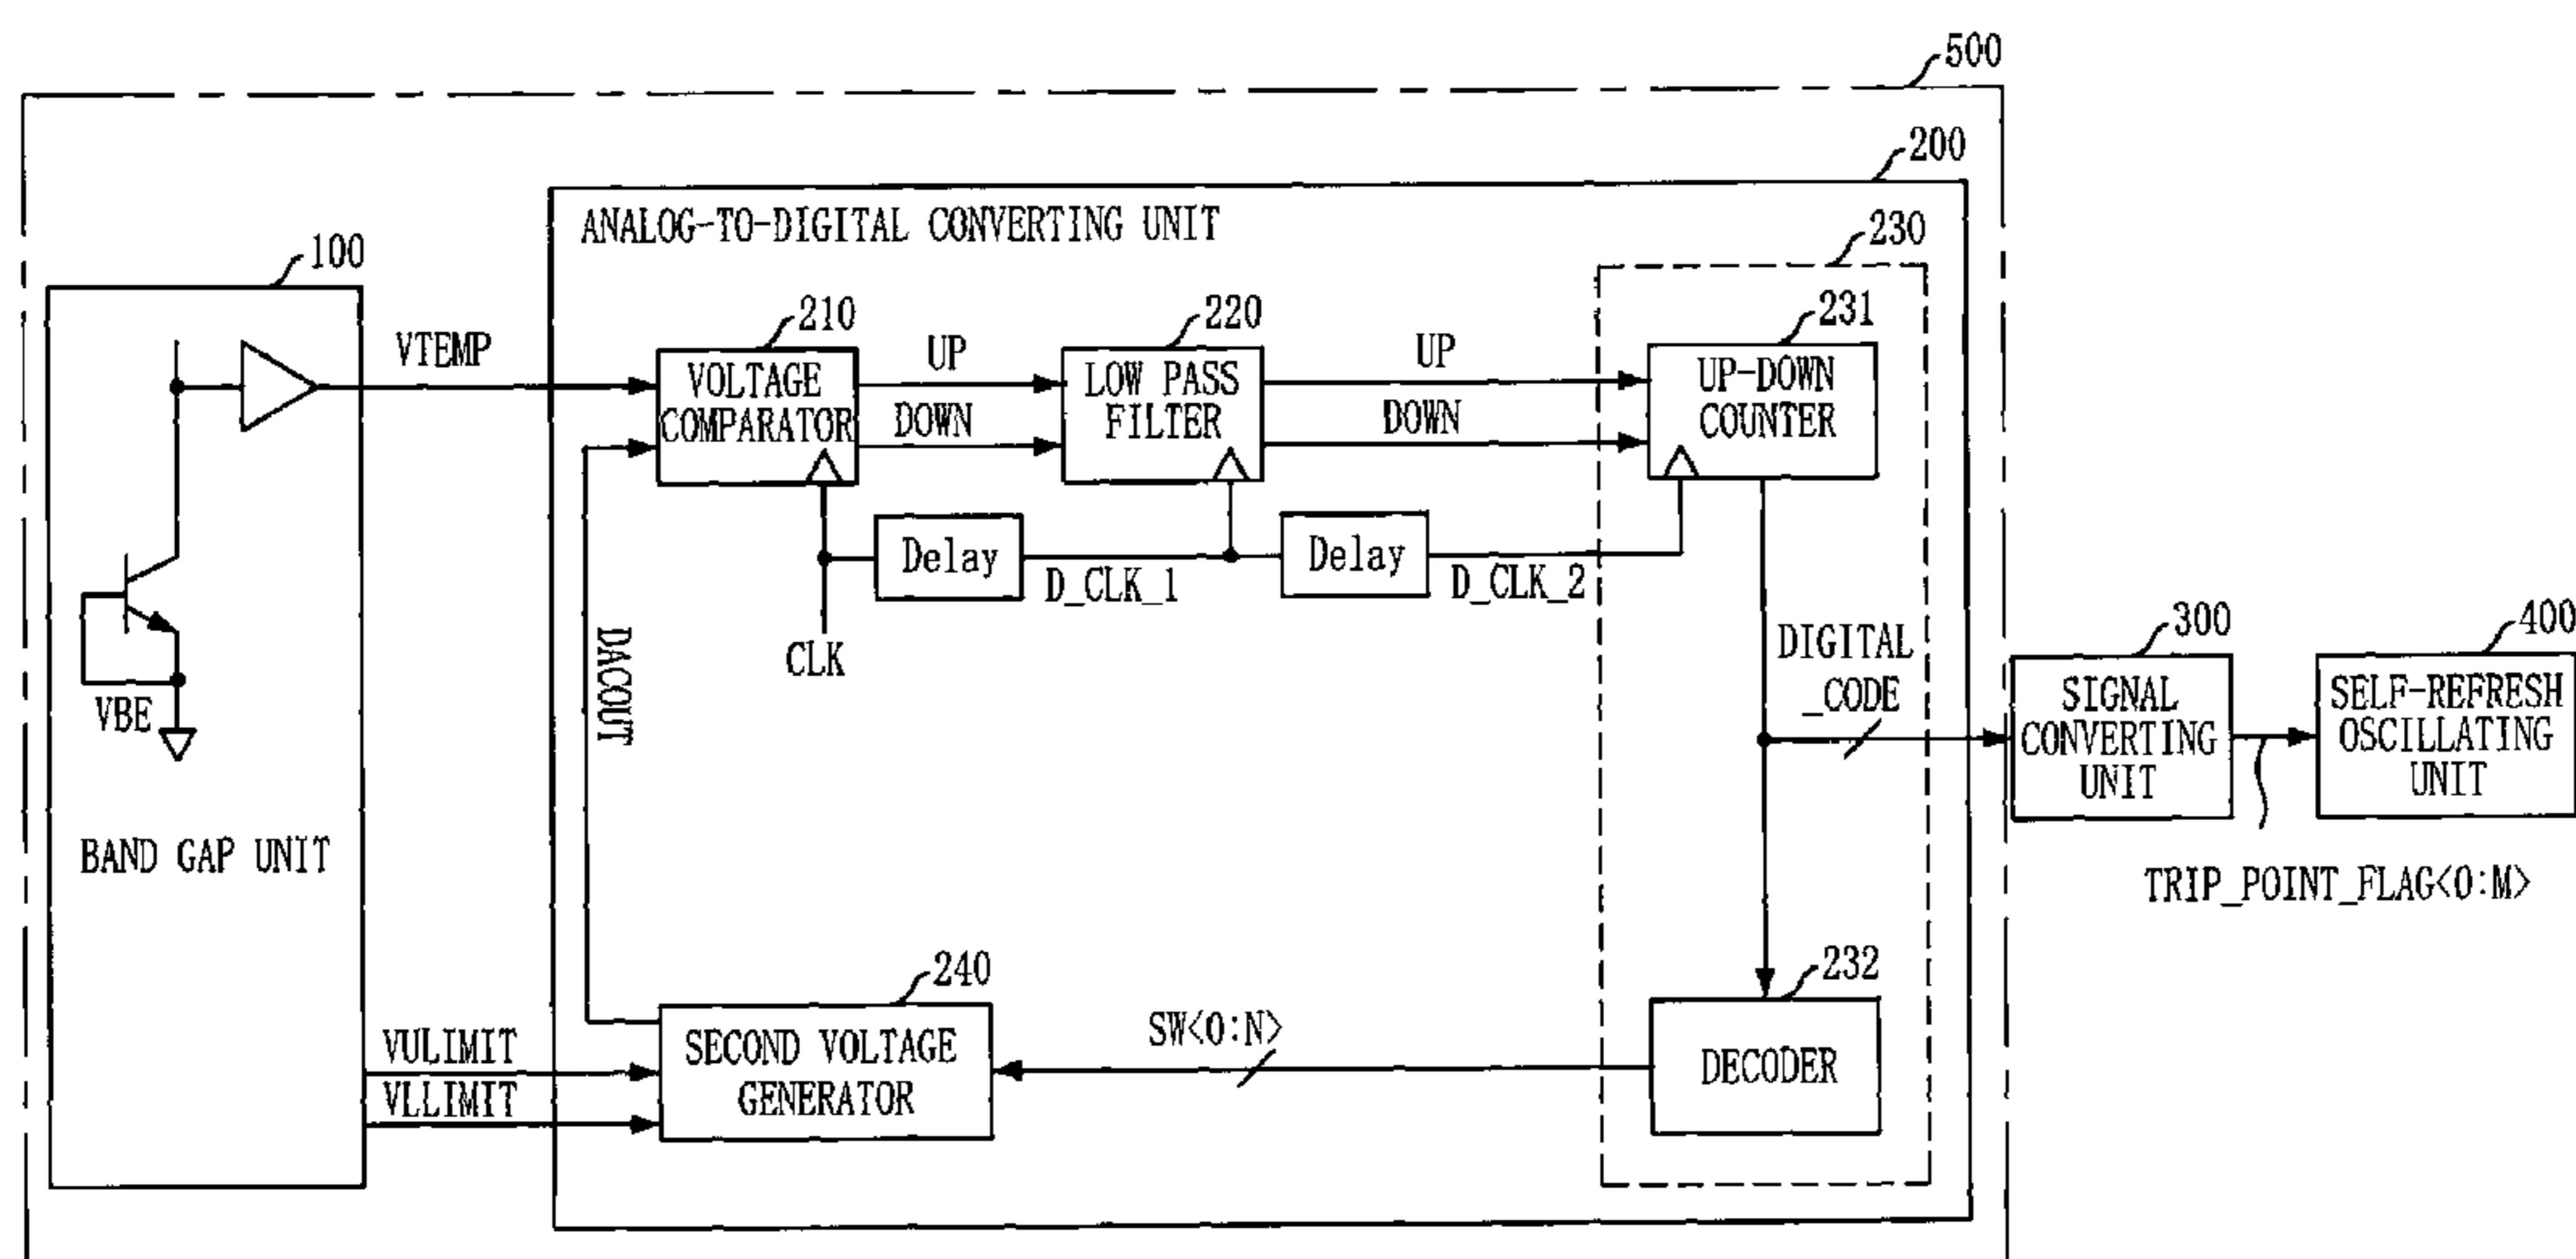 500
200
ANALOG-TO-DIGITAL CONVERTING UNIT
230
100
210
220
231
VTEMP
VOLTAGE
COMPARATOR
UP
DOWN
LOW PASS
FILTER
UP
DOWN
UP-DOWN
COUNTER
Delay
D_CLK_1
Delay
D_CLK_2
CLK
DACOUT
VBE
BAND GAP UNIT
DIGITAL
_CODE
300
SIGNAL
CONVERTING
UNIT
400
SELF-REFRESH
OSCILLATING
UNIT
TRIP_POINT_FLAG<0:M>
240
232
VULIMIT
VLLIMIT
SECOND VOLTAGE
GENERATOR
SW<0:N>
DECODER